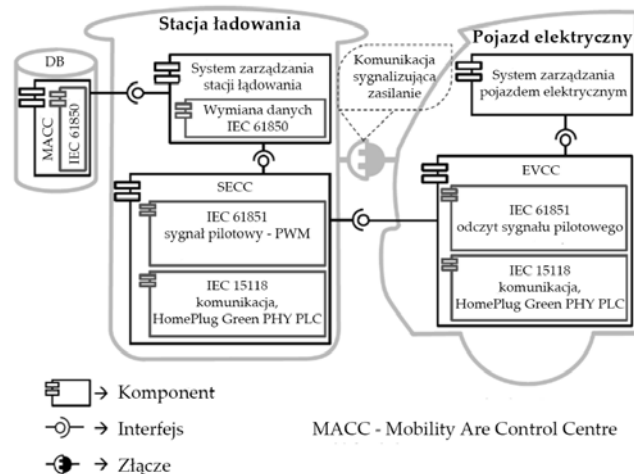 Stacja ładowania
Pojazd elektryczny
DB
MACC
IEC 61850
System zarządzania
stacji łądowania
Wymiana danych
IEC 61850
Komunikacja
sygnalizującą
zasilanie
System zarządzania
pojazdem elektrycznym
SECC
IEC 61851
sygnał pilotowy - PWM
IEC 15118
komunikacja,
HomePlug Green PHY PLC
EVCC
IEC 61851
odczyt sygnału pilotowego
IEC 15118
komunikacja,
HomePlug Green PHY PLC
→ Komponent
→ Interfejs
→ Złącze
MACC - Mobility Are Control Centre